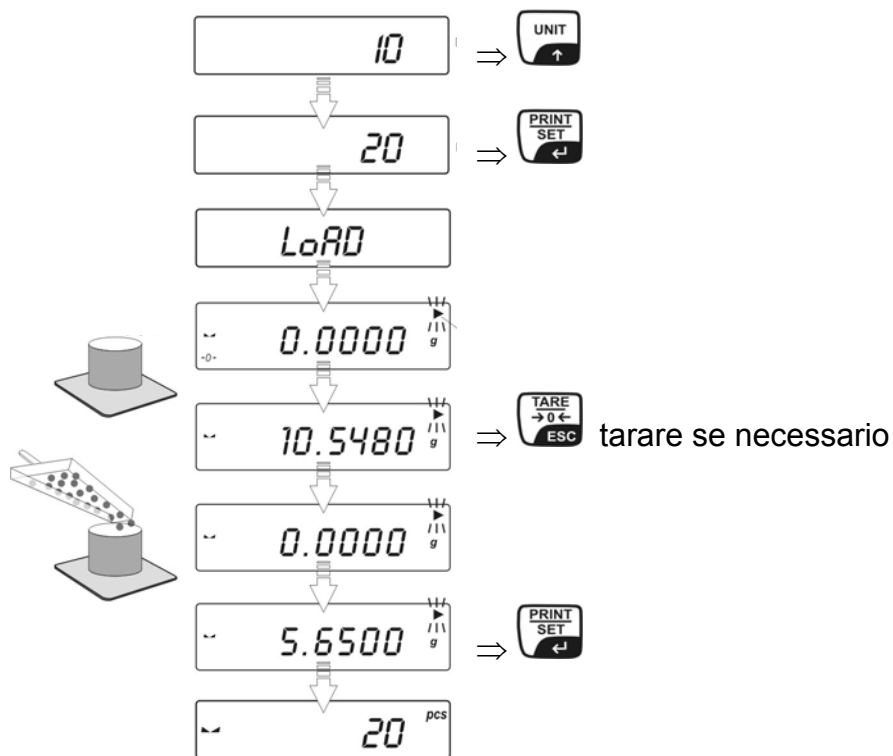 10 ⇒ UNIT ↑
20 ⇒ PRINT
SET ↵
LoAD
0.0000 g
-0-
10.5480 g ⇒ TARE
→0← ESC tarare se necessario
0.0000 g
5.6500 g ⇒ PRINT
SET ↵
20 pcs